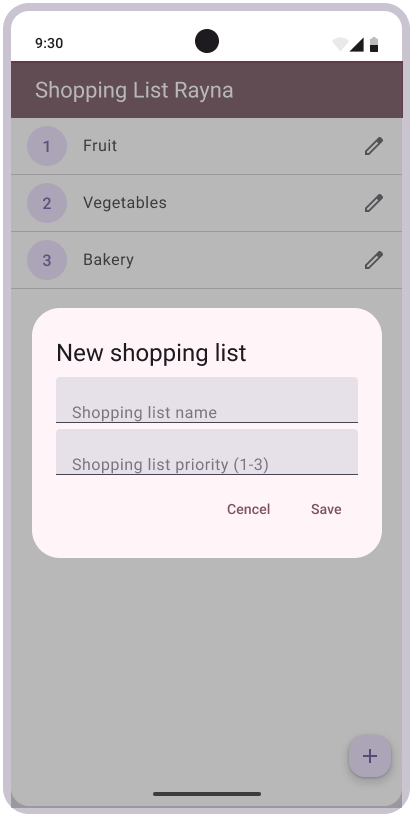 9:30
Shopping List Rayna
1 Fruit
2 Vegetables
3 Bakery
New shopping list
Shopping list name
Shopping list priority (1-3)
Cancel Save
+